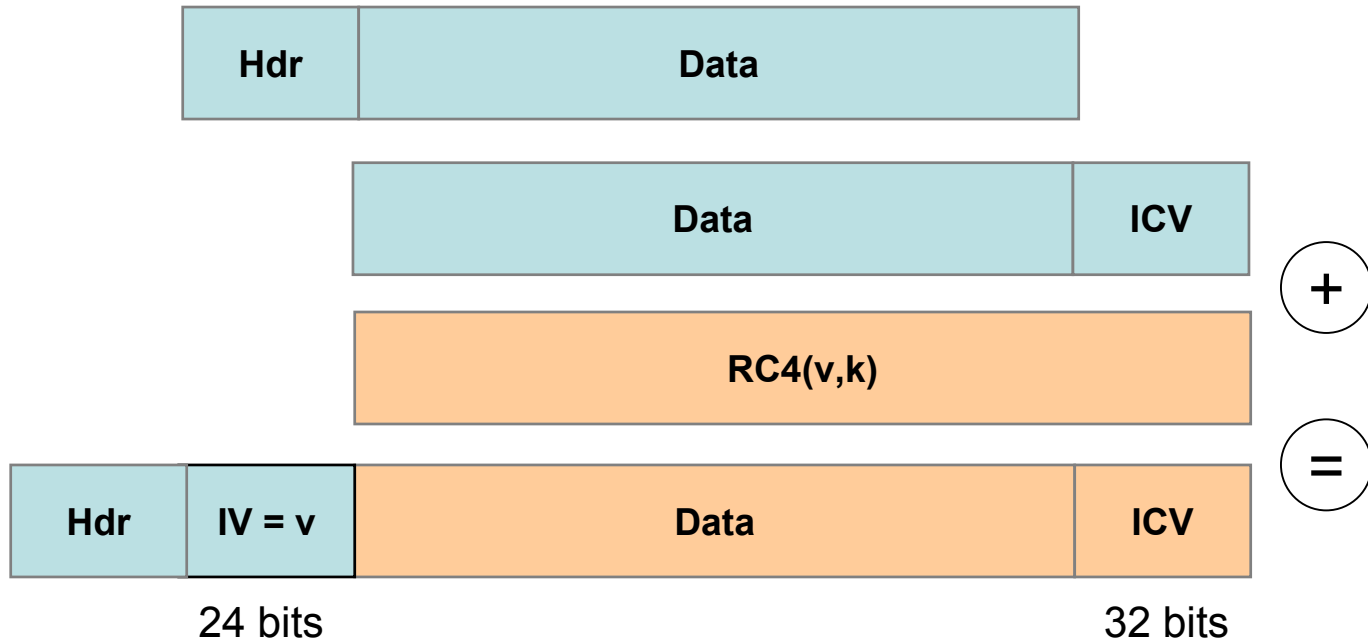 Hdr Data
Data ICV
+
RC4(v,k)
=
Hdr IV = v Data ICV
24 bits 32 bits